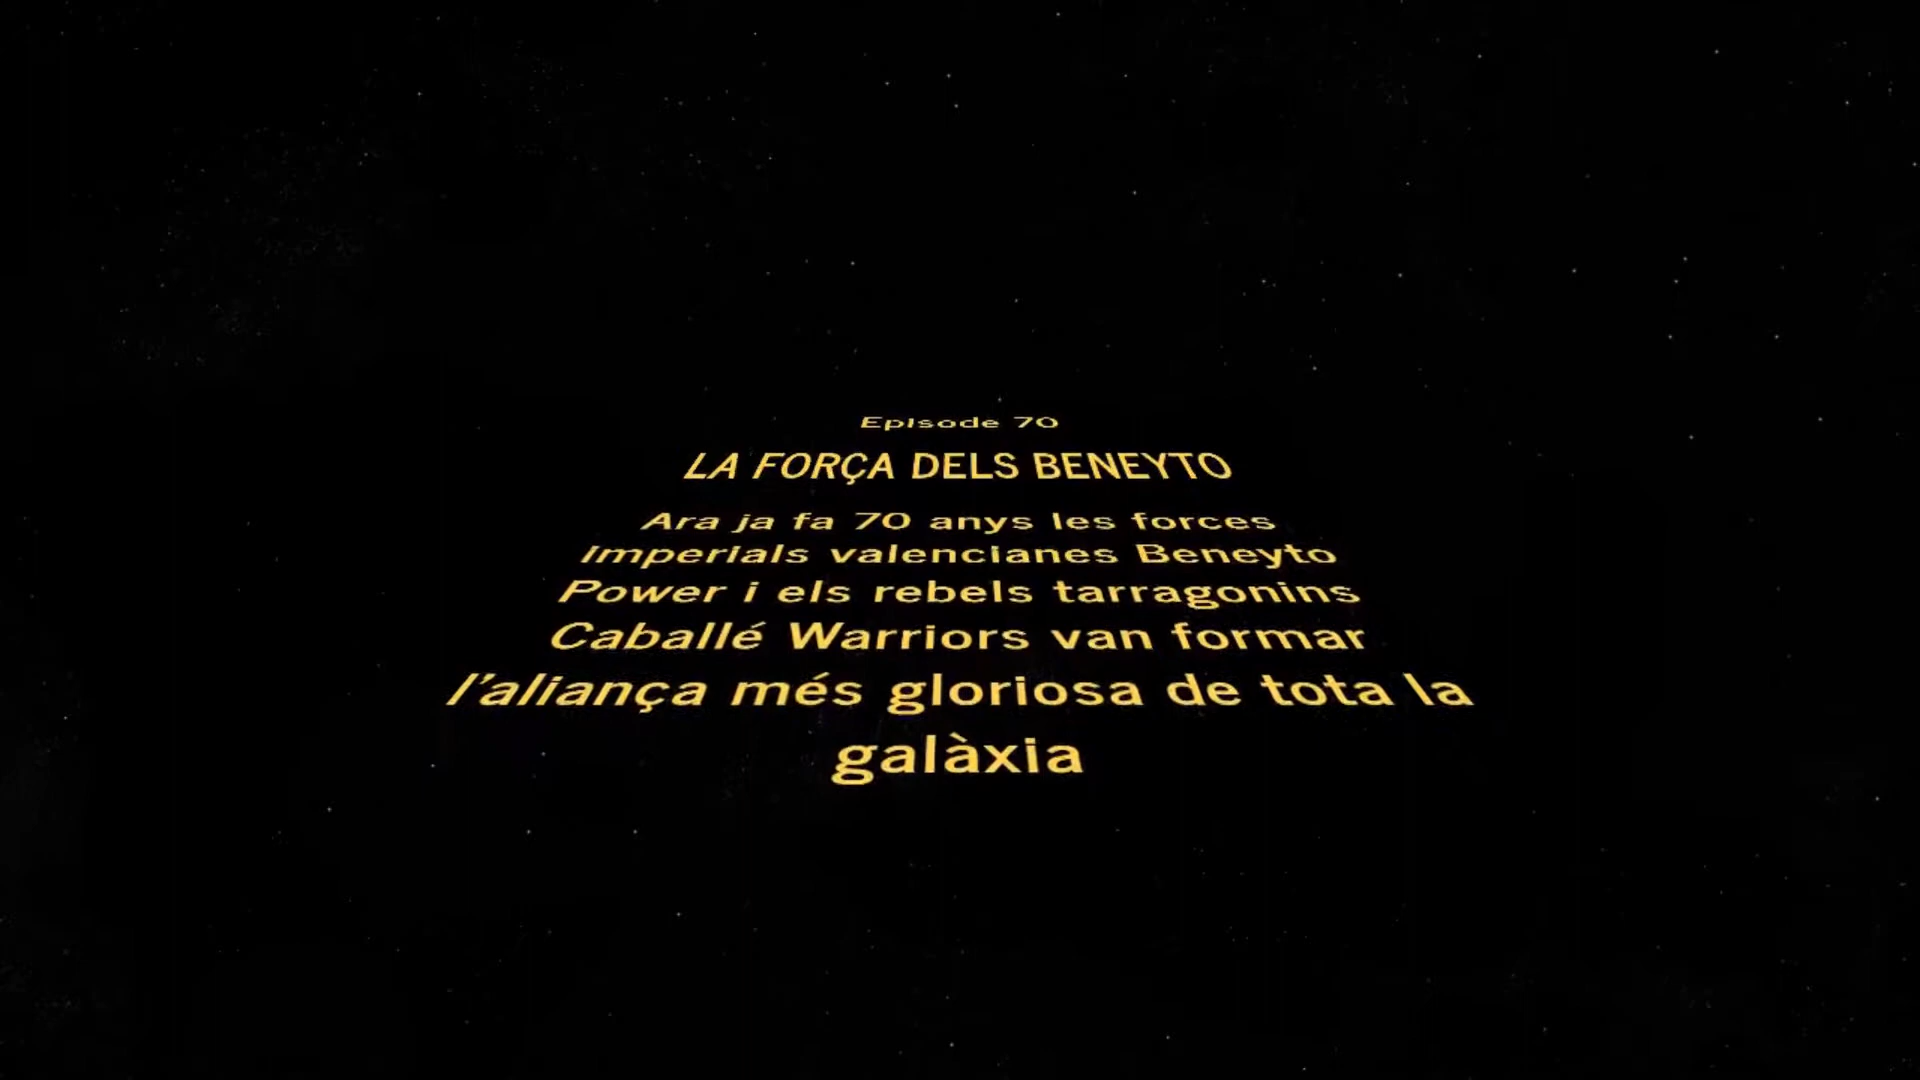 Episode 70
LA FORÇA DELS BENEYTO
Ara ja fa 70 anys les forces
imperials valencianes Beneyto
Power i els rebels tarragonins
Caballé Warriors van formar
l'aliança més gloriosa de tota la
galàxia